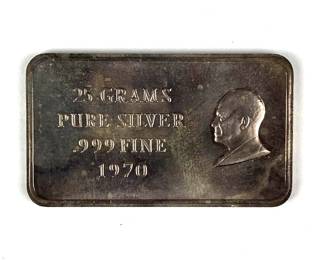 25 GRAMS
PURE SILVER
.999 FINE
1970